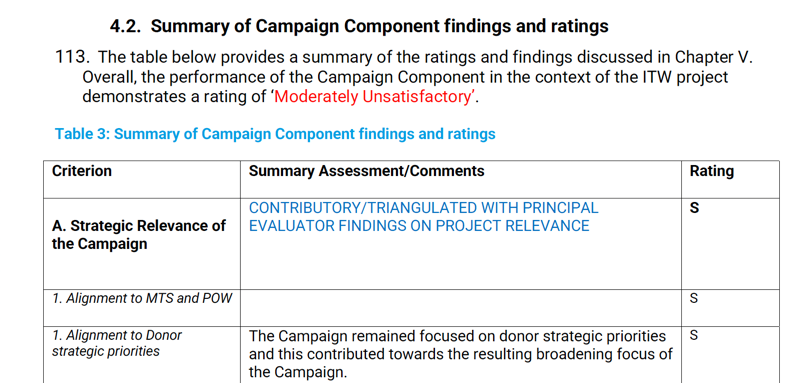 4.2. Summary of Campaign Component findings and ratings
113. The table below provides a summary of the ratings and findings discussed in Chapter V.
Overall, the performance of the Campaign Component in the context of the ITW project
demonstrates a rating of ‘Moderately Unsatisfactory’.
Table 3: Summary of Campaign Component findings and ratings
Criterion Summary Assessment/Comments Rating
A. Strategic Relevance of
the Campaign
CONTRIBUTORY/TRIANGULATED WITH PRINCIPAL
EVALUATOR FINDINGS ON PROJECT RELEVANCE
S
1. Alignment to MTS and POW S
1. Alignment to Donor
strategic priorities
The Campaign remained focused on donor strategic priorities
and this contributed towards the resulting broadening focus of
the Campaign.
S